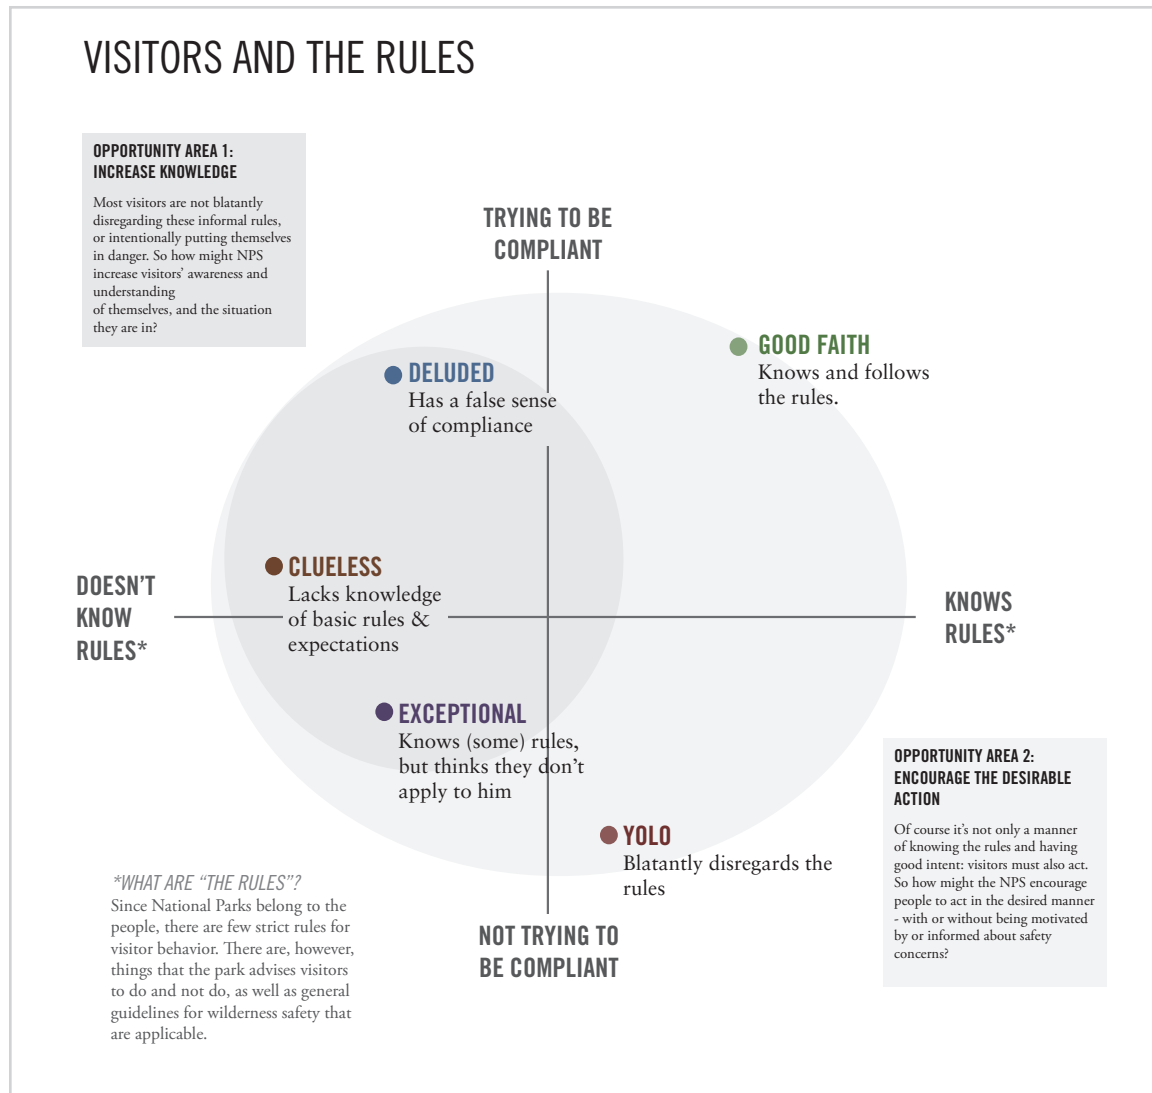 VISITORS AND THE RULES
OPPORTUNITY AREA 1:
INCREASE KNOWLEDGE
Most visitors are not blatantly
disregarding these informal rules,
or intentionally putting themselves
in danger. So how might NPS
increase visitors’ awareness and
understanding
of themselves, and the situation
they are in?
TRYING TO BE
COMPLIANT
GOOD FAITH
Knows and follows
the rules.
DELUDED
Has a false sense
of compliance
CLUELESS
Lacks knowledge
of basic rules &
expectations
DOESN’T
KNOW
RULES*
KNOWS
RULES*
EXCEPTIONAL
Knows (some) rules,
but thinks they don’t
apply to him
YOLO
Blatantly disregards the
rules
NOT TRYING TO
BE COMPLIANT
OPPORTUNITY AREA 2:
ENCOURAGE THE DESIRABLE
ACTION
Of course it’s not only a manner
of knowing the rules and having
good intent: visitors must also act.
So how might the NPS encourage
people to act in the desired manner
- with or without being motivated
by or informed about safety
concerns?
*WHAT ARE “THE RULES”?
Since National Parks belong to the
people, there are few strict rules for
visitor behavior. There are, however,
things that the park advises visitors
to do and not do, as well as general
guidelines for wilderness safety that
are applicable.